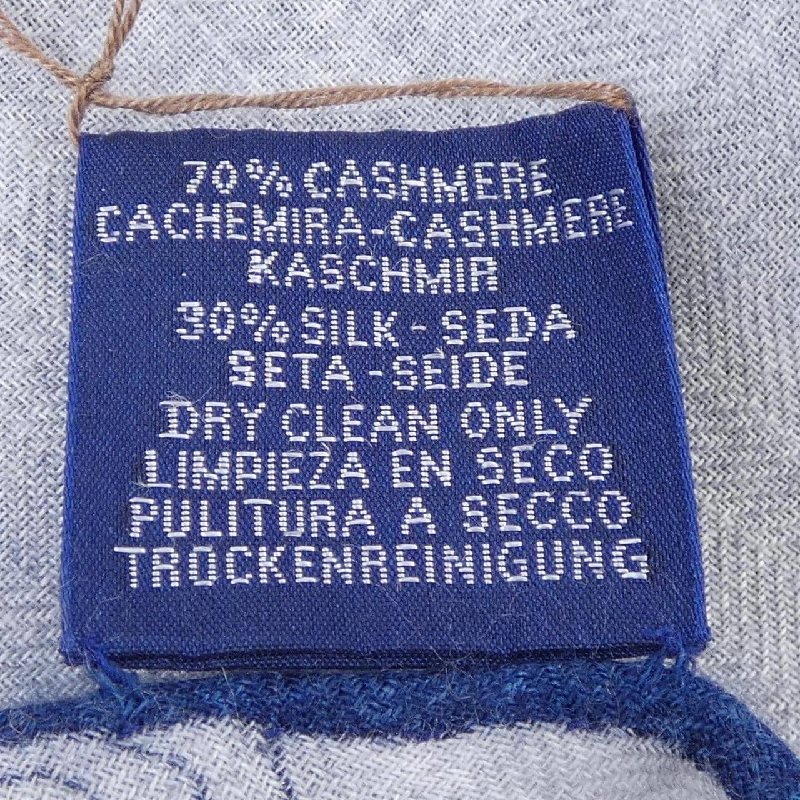 70% CASHMERE
CACHEMIRA-CASHMERE
KASCHMIR
30% SILK - SEDA
SETA - SEIDE
DRY CLEAN ONLY
LIMPIEZA EN SECO
PULITURA A SECCO
TROCKENREINIGUNG